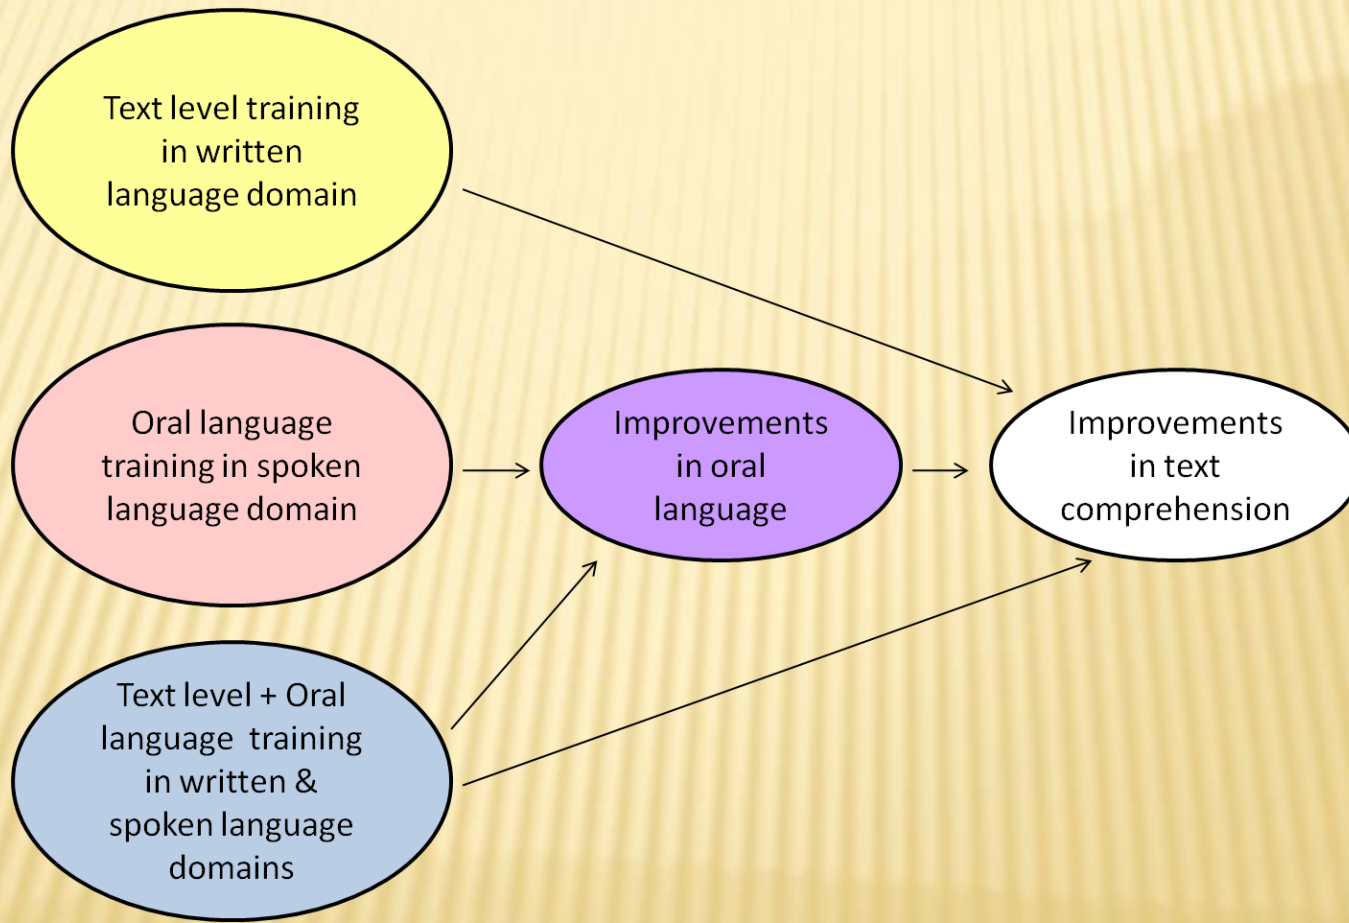 Text level training
in written
language domain
Oral language
training in spoken
language domain
Improvements
in oral
language
Improvements
in text
comprehension
Text level + Oral
language  training
in written &
spoken language
domains